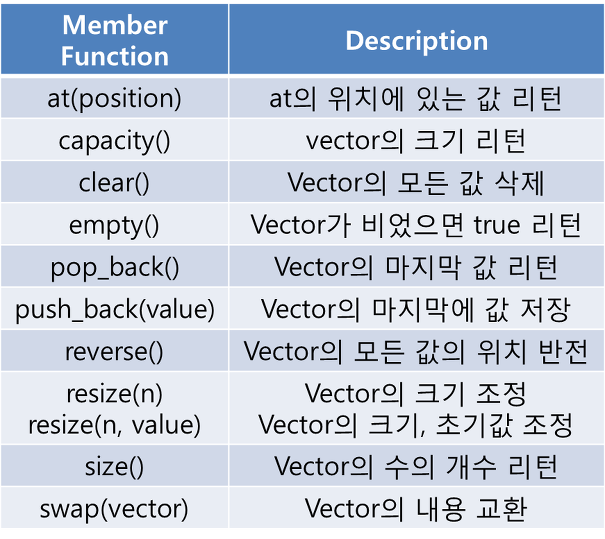 Member
Function
Description
at(position)
at의 위치에 있는 값 리턴
capacity()
vector의 크기 리턴
clear()
Vector의 모든 값 삭제
empty()
Vector가 비었으면 true 리턴
pop_back()
Vector의 마지막 값 리턴
push_back(value)
Vector의 마지막에 값 저장
reverse()
Vector의 모든 값의 위치 반전
resize(n)
resize(n, value)
Vector의 크기 조정
Vector의 크기, 초기값 조정
size()
Vector의 수의 개수 리턴
swap(vector)
Vector의 내용 교환